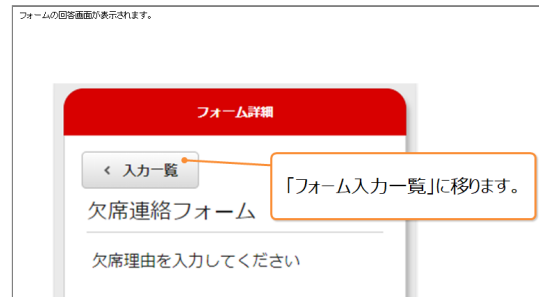 フォームの回答画面が表示されます。
フォーム詳細
< 入力一覧
「フォーム入力一覧」に移ります。
欠席連絡フォーム
欠席理由を入力してください